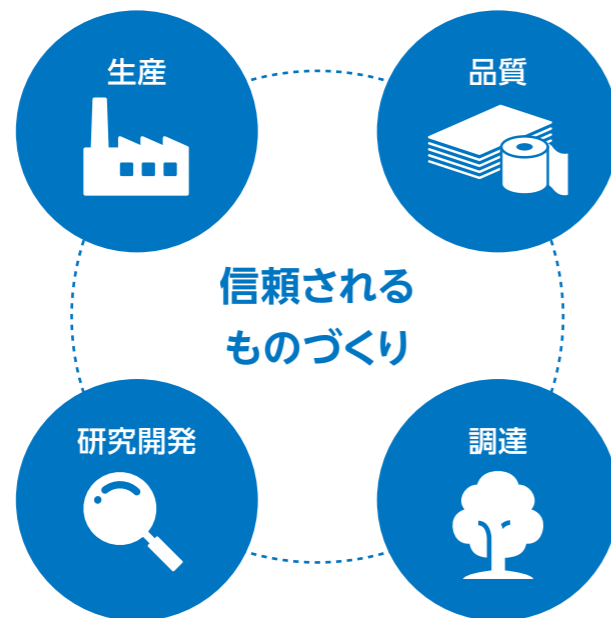 生産
品質
信頼される
ものづくり
研究開発
調達